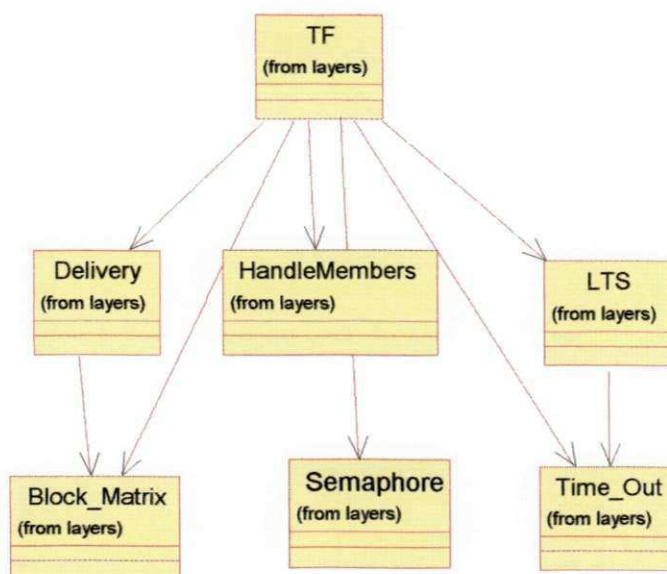 TF
(from layers)
Delivery
(from layers)
HandleMembers
(from layers)
LTS
(from layers)
Block_Matrix
(from layers)
Semaphore
(from layers)
Time_Out
(from layers)